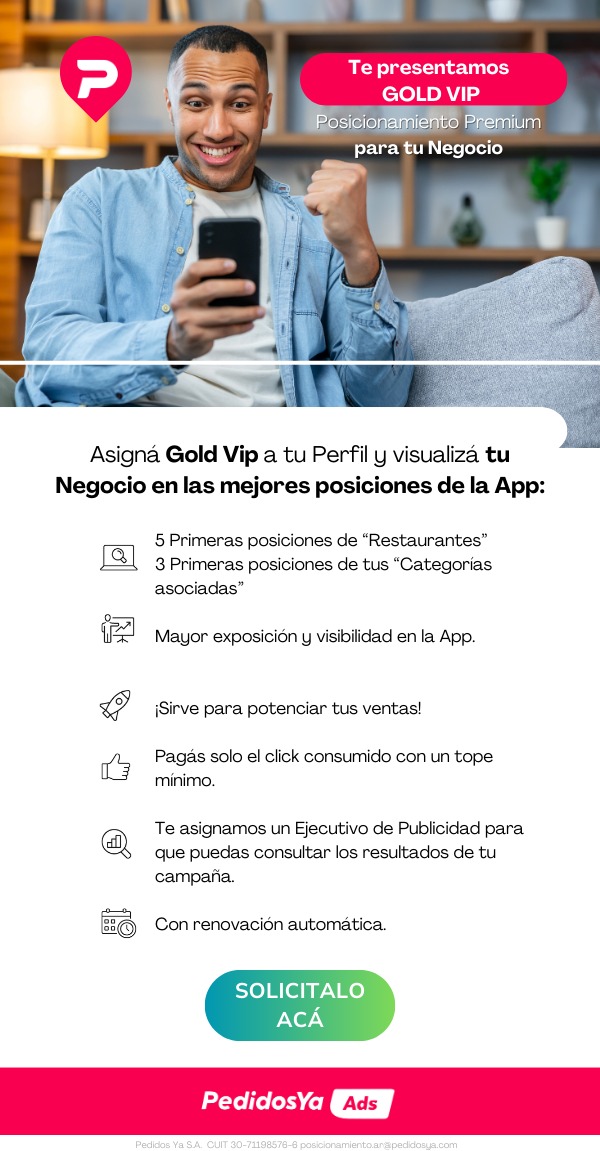 Te presentamos
GOLD VIP
Posicionamiento Premium
para tu Negocio
Asigná Gold Vip a tu Perfil y visualizá tu
Negocio en las mejores posiciones de la App:
5 Primeras posiciones de “Restaurantes”
3 Primeras posiciones de tus “Categorías
asociadas”
Mayor exposición y visibilidad en la App.
¡Sirve para potenciar tus ventas!
Pagás solo el click consumido con un tope
mínimo.
Te asignamos un Ejecutivo de Publicidad para
que puedas consultar los resultados de tu
campaña.
Con renovación automática.
SOLICITALO
ACÁ
PedidosYa Ads
Pedidos Ya S.A. CUIT 30-71198576-6 posicionamiento.ar@pedidosya.com